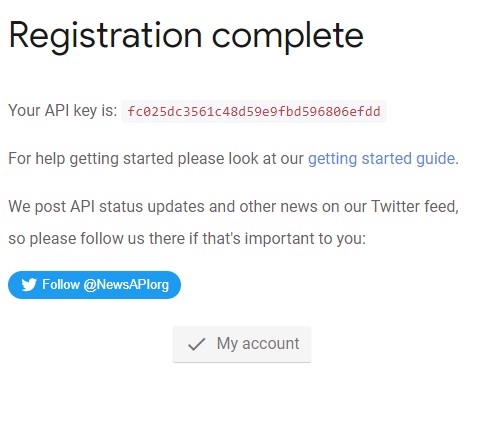 Registration complete
Your API key is: fc025dc3561c48d59e9fbd596806efdd
For help getting started please look at our getting started guide.
We post API status updates and other news on our Twitter feed,
so please follow us there if that's important to you:
Follow @NewsAPIorg
My account